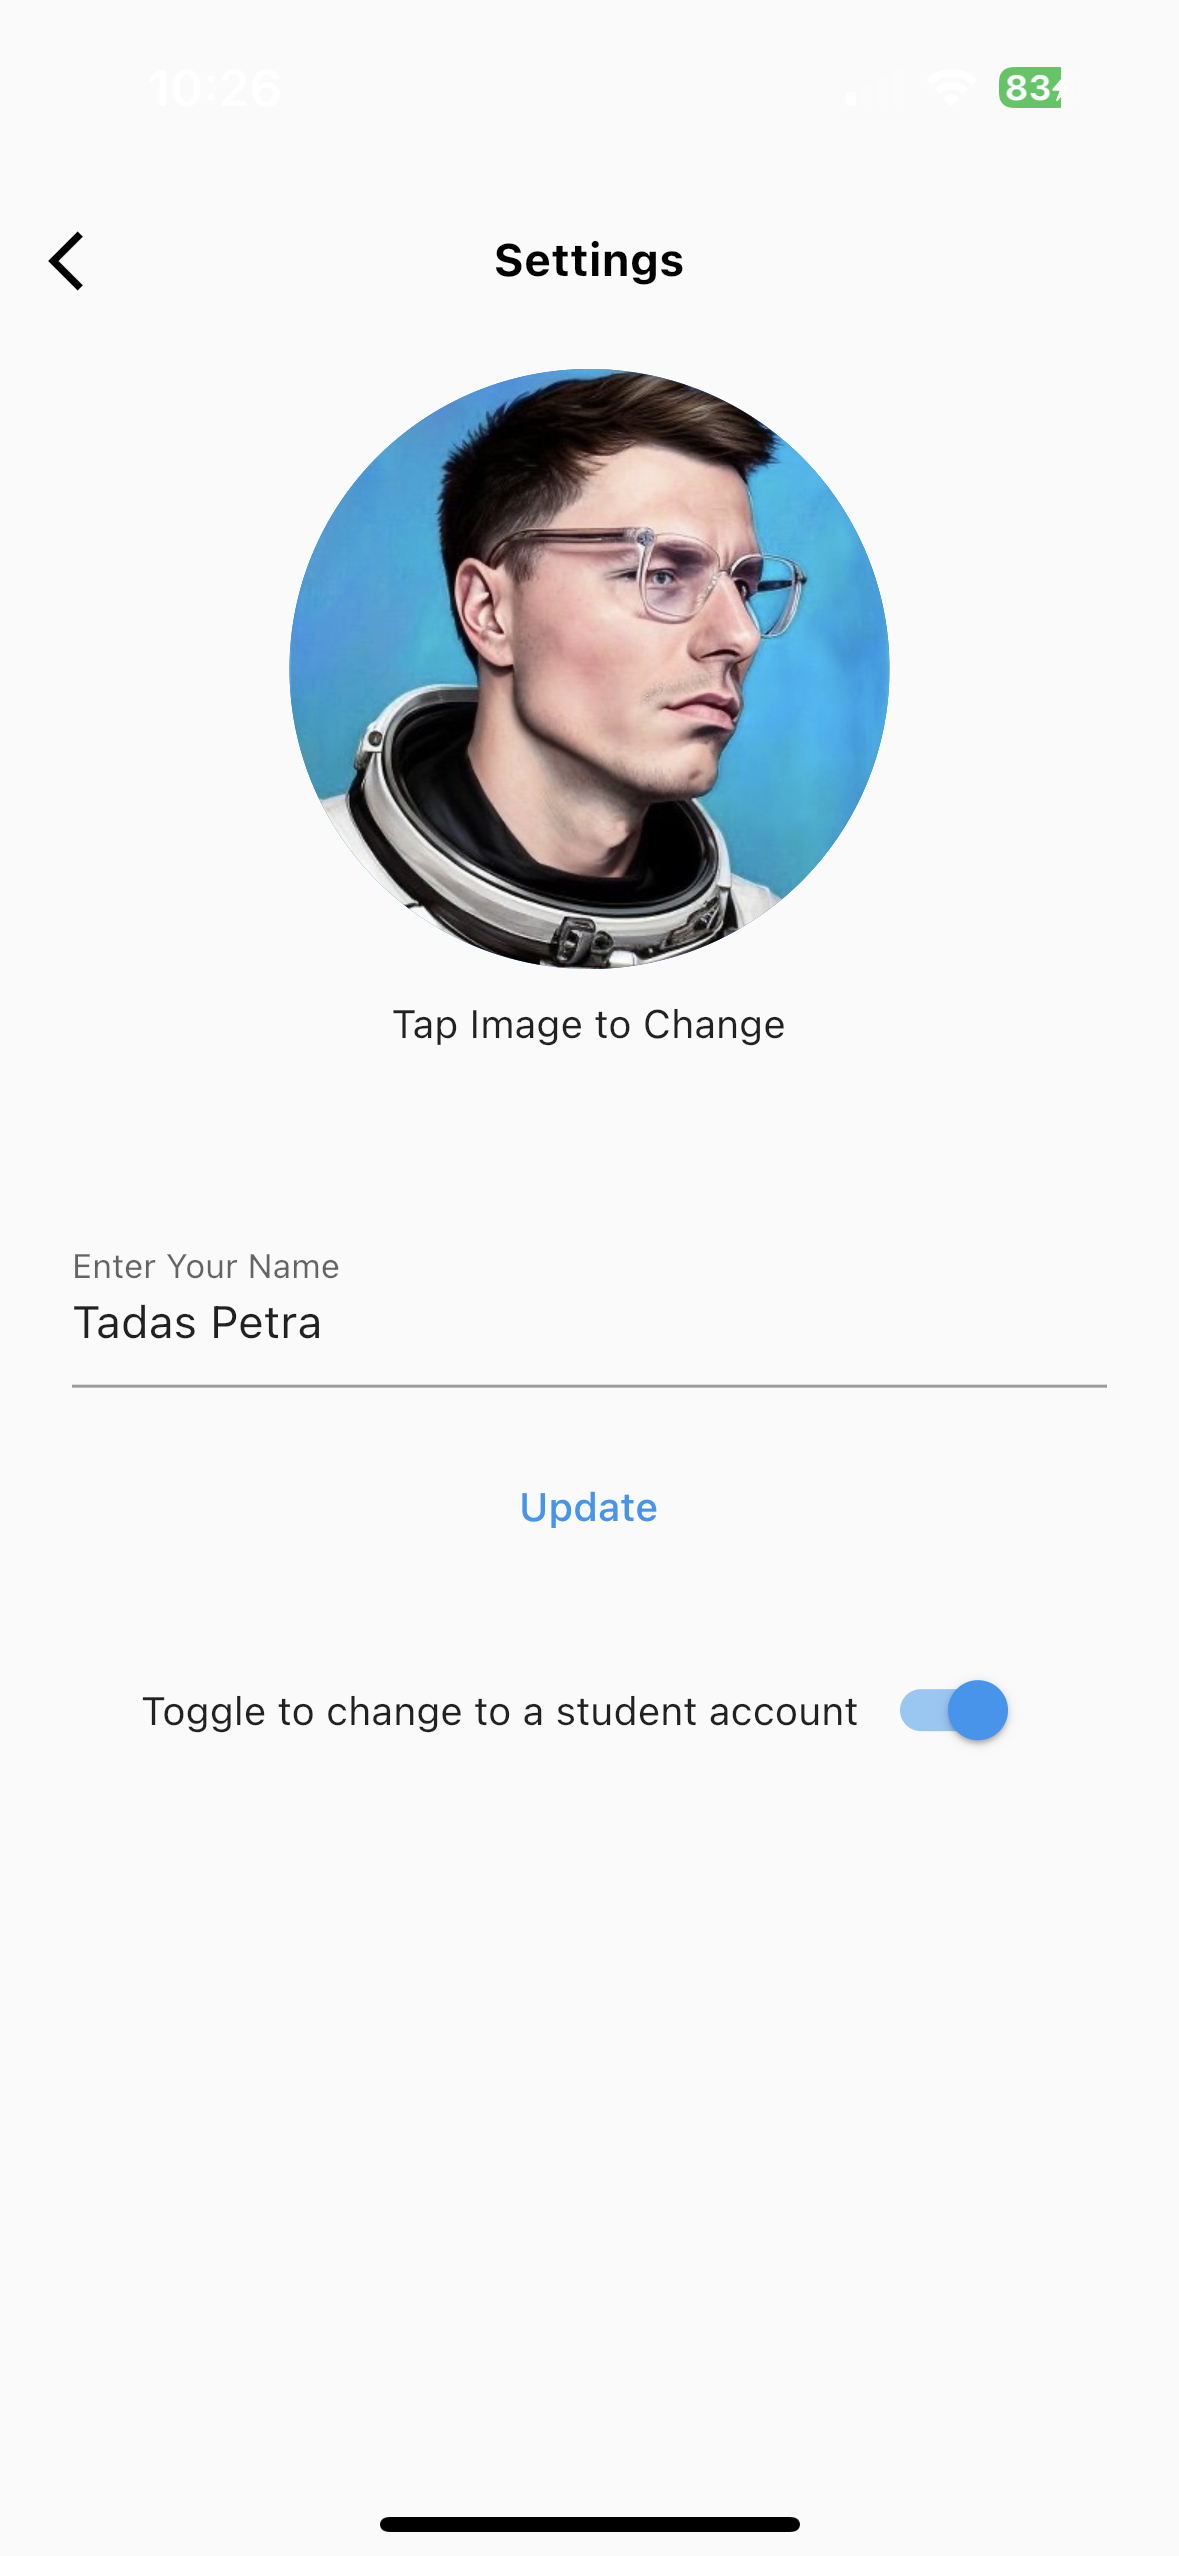 10:26
83
Settings
Tap Image to Change
Enter Your Name
Tadas Petra
Update
Toggle to change to a student account